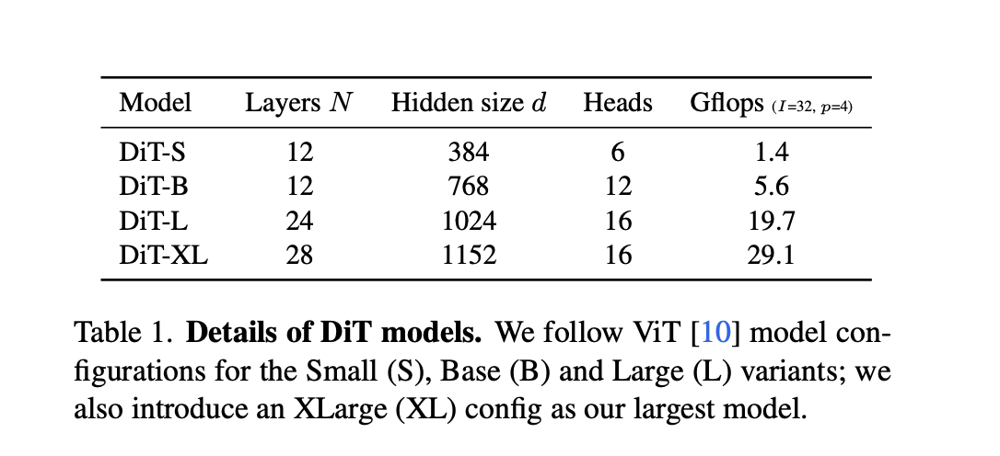 Model Layers N Hidden size d Heads Gflops (I=32, p=4)
DiT-S 12 384 6 1.4
DiT-B 12 768 12 5.6
DiT-L 24 1024 16 19.7
DiT-XL 28 1152 16 29.1
Table 1. Details of DiT models. We follow ViT [10] model con-
figurations for the Small (S), Base (B) and Large (L) variants; we
also introduce an XLarge (XL) config as our largest model.